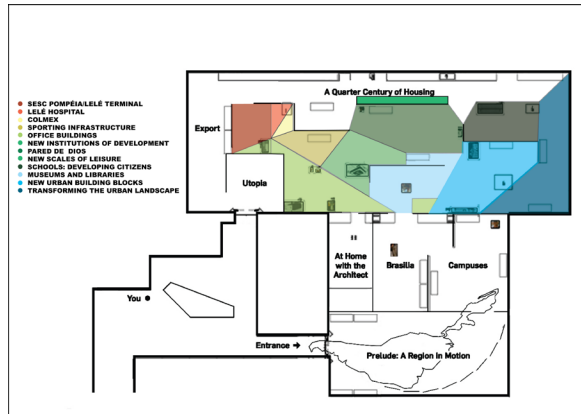 A Quarter Century of Housing
SESC POMPÉIA/LELÉ TERMINAL
LELÉ HOSPITAL
COLMEX
SPORTING INFRASTRUCTURE
OFFICE BUILDINGS
NEW INSTITUTIONS OF DEVELOPMENT
PARED DE DIOS
NEW SCALES OF LEISURE
SCHOOLS: DEVELOPING CITIZENS
MUSEUMS AND LIBRARIES
NEW URBAN BUILDING BLOCKS
TRANSFORMING THE URBAN LANDSCAPE
Export
Utopia
At Home
with the
Architect
Brasilia
Campuses
You
Entrance
Prelude: A Region in Motion